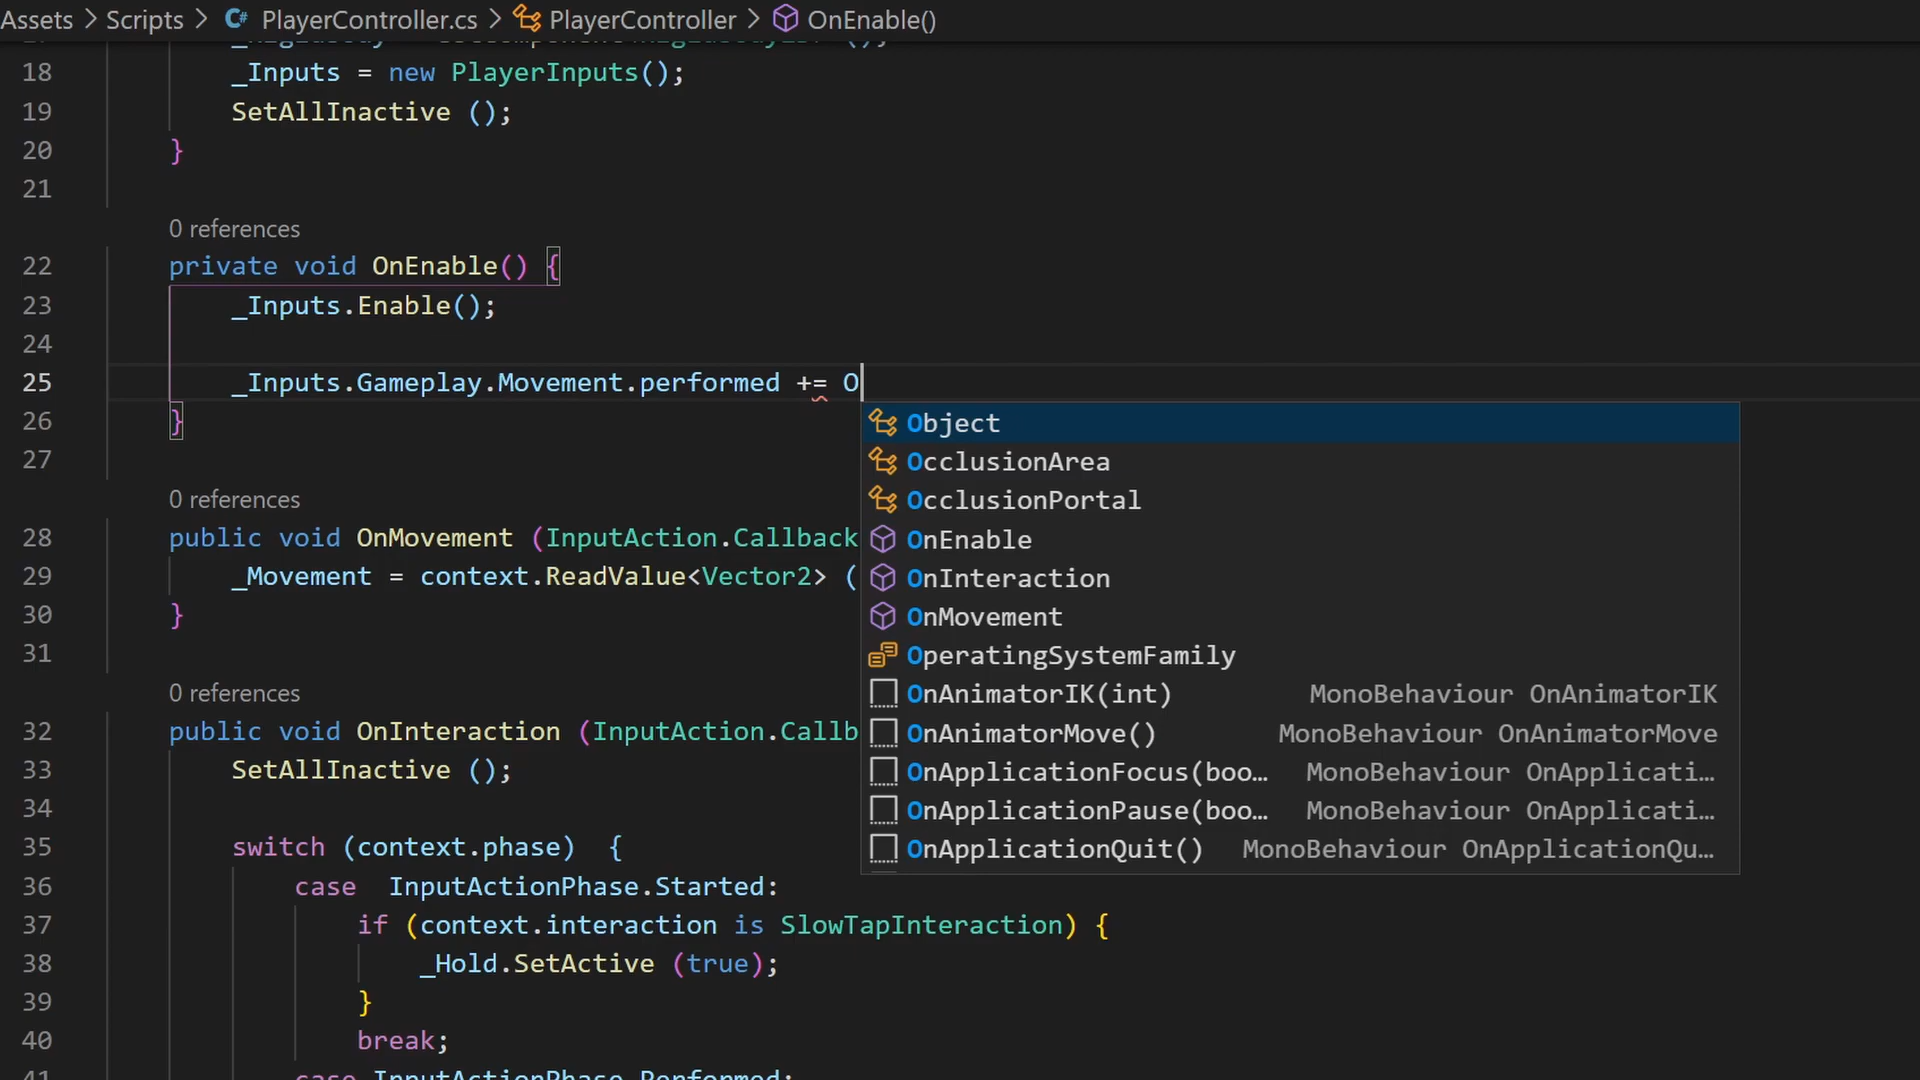 Assets > Scripts > C# PlayerController.cs > PlayerController > OnEnable()
18 _Inputs = new PlayerInputs();
19 SetAllInactive ();
20 }
21
0 references
22 private void OnEnable() {
23 _Inputs.Enable();
24
25 _Inputs.Gameplay.Movement.performed += O
26 }
27
0 references
28 public void OnMovement (InputAction.Callback
29 _Movement = context.ReadValue<Vector2> (
30 }
31
0 references
32 public void OnInteraction (InputAction.Callb
33 SetAllInactive ();
34
35 switch (context.phase)  {
36 case  InputActionPhase.Started:
37 if (context.interaction is SlowTapInteraction) {
38 _Hold.SetActive (true);
39 }
40 break;
41 case InputActionPhase.Performed:
Object
OcclusionArea
OcclusionPortal
OnEnable
OnInteraction
OnMovement
OperatingSystemFamily
OnAnimatorIK(int) MonoBehaviour OnAnimatorIK
OnAnimatorMove() MonoBehaviour OnAnimatorMove
OnApplicationFocus(boo… MonoBehaviour OnApplicati…
OnApplicationPause(boo… MonoBehaviour OnApplicati…
OnApplicationQuit() MonoBehaviour OnApplicationQu…